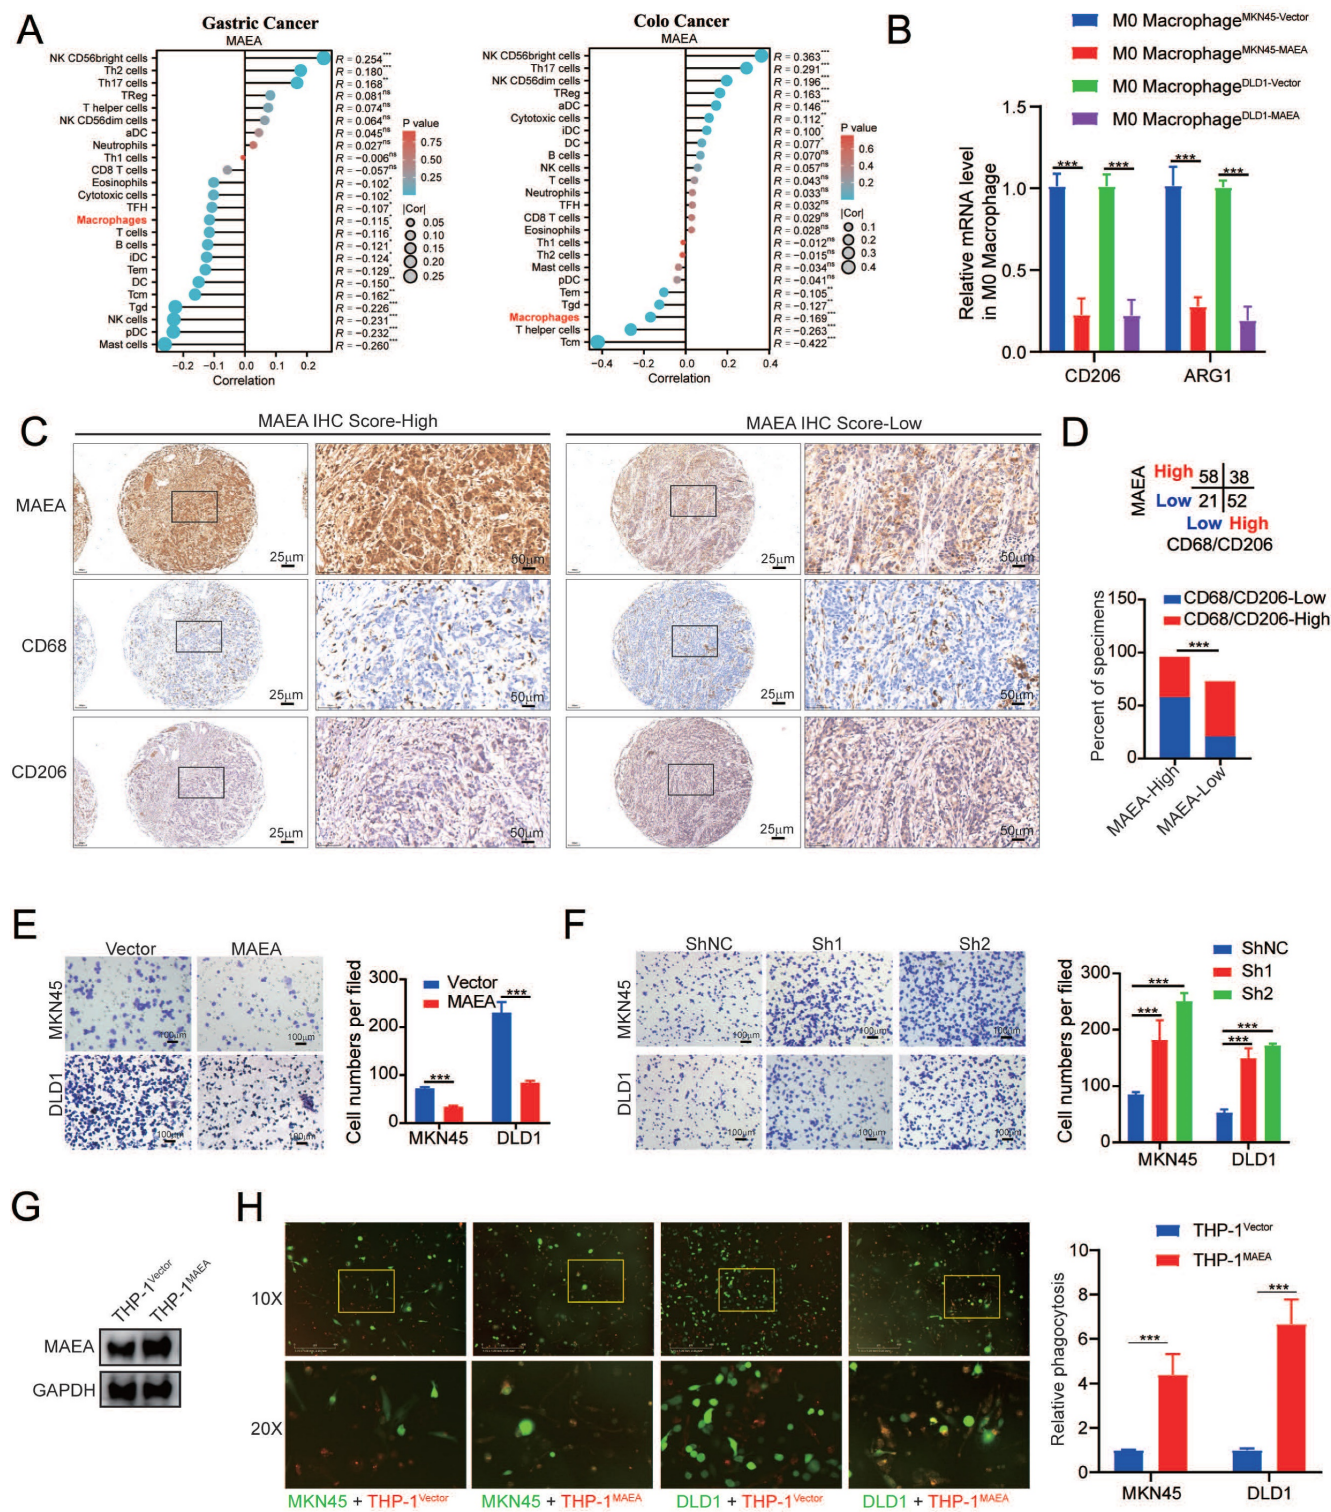 A
Gastric Cancer
MAEA
NK CD56bright cells R = 0.254***
Th2 cells R = 0.180***
Th17 cells R = 0.168**
TReg R = 0.081ns
T helper cells R = 0.074ns
NK CD56dim cells R = 0.064ns
aDC R = 0.045ns
Neutrophils R = 0.027ns
Th1 cells R = −0.006ns
CD8 T cells R = −0.057ns
Eosinophils R = −0.102*
Cytotoxic cells R = −0.102*
TFH R = −0.107*
Macrophages R = −0.115*
T cells R = −0.116*
B cells R = −0.121*
iDC R = −0.124*
Tem R = −0.129*
DC R = −0.150**
Tcm R = −0.162**
Tgd R = −0.226***
NK cells R = −0.231***
pDC R = −0.232***
Mast cells R = −0.260***
−0.2 −0.1 0.0 0.1 0.2
Correlation
P value
0.75
0.50
0.25
|Cor|
0.05
0.10
0.15
0.20
0.25
Colo Cancer
MAEA
NK CD56bright cells R = 0.363***
Th17 cells R = 0.291***
NK CD56dim cells R = 0.196***
TReg R = 0.163***
aDC R = 0.146***
Cytotoxic cells R = 0.112**
iDC R = 0.100*
DC R = 0.077*
B cells R = 0.070ns
NK cells R = 0.057ns
T cells R = 0.043ns
Neutrophils R = 0.033ns
TFH R = 0.032ns
CD8 T cells R = 0.029ns
Eosinophils R = 0.028ns
Th1 cells R = −0.012ns
Th2 cells R = −0.015ns
Mast cells R = −0.034ns
pDC R = −0.041ns
Tem R = −0.105**
Tgd R = −0.127**
Macrophages R = −0.169***
T helper cells R = −0.263***
Tcm R = −0.422***
−0.4 −0.2 0.0 0.2 0.4
Correlation
P value
0.6
0.4
0.2
|Cor|
0.1
0.2
0.3
0.4
B
M0 MacrophageMKN45-Vector
M0 MacrophageMKN45-MAEA
M0 MacrophageDLD1-Vector
M0 MacrophageDLD1-MAEA
Relative mRNA level
in M0 Macrophage
1.5
1.0
0.5
0.0
*** *** *** ***
CD206 ARG1
C
MAEA IHC Score-High MAEA IHC Score-Low
MAEA
25μm 50μm 25μm 50μm
CD68
25μm 50μm 25μm 50μm
CD206
25μm 50μm 25μm 50μm
D
MAEA
High 58 38
Low 21 52
Low High
CD68/CD206
CD68/CD206-Low
CD68/CD206-High
Percent of specimens
150
100
50
0
***
MAEA-High
MAEA-Low
E
Vector MAEA
MKN45
100μm 100μm
DLD1
100μm 100μm
Cell numbers per filed
300
200
100
0
Vector
MAEA
*** ***
MKN45 DLD1
F
ShNC Sh1 Sh2
MKN45
100μm 100μm 100μm
DLD1
100μm 100μm 100μm
Cell numbers per filed
300
200
100
0
ShNC
Sh1
Sh2
*** *** *** ***
MKN45 DLD1
G
THP-1Vector
THP-1MAEA
MAEA
GAPDH
H
10X
20X
MKN45 + THP-1Vector MKN45 + THP-1MAEA DLD1 + THP-1Vector DLD1 + THP-1MAEA
THP-1Vector
THP-1MAEA
Relative phagocytosis
10
8
6
4
2
0
*** ***
MKN45 DLD1